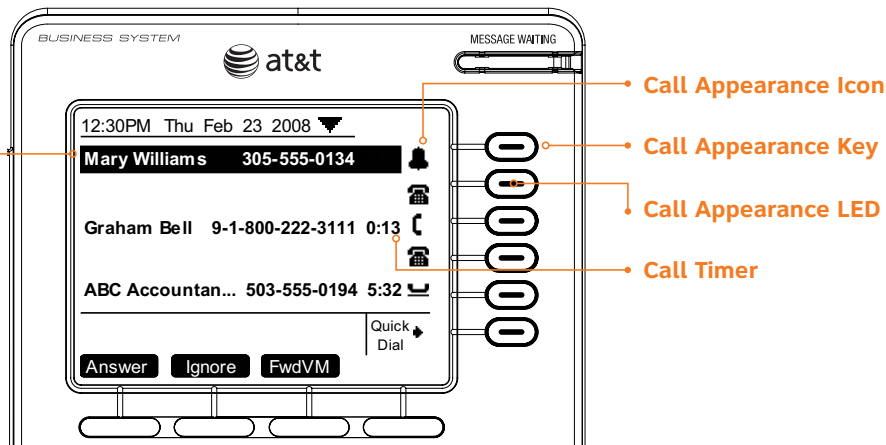 BUSINESS SYSTEM
MESSAGE WAITING
at&t
Call Appearance Icon
12:30PM Thu Feb 23 2008
Call Appearance Key
Mary Williams 305-555-0134
Call Appearance LED
Graham Bell 9-1-800-222-3111 0:13
Call Timer
ABC Accountan... 503-555-0194 5:32
Quick
Dial
Answer Ignore FwdVM